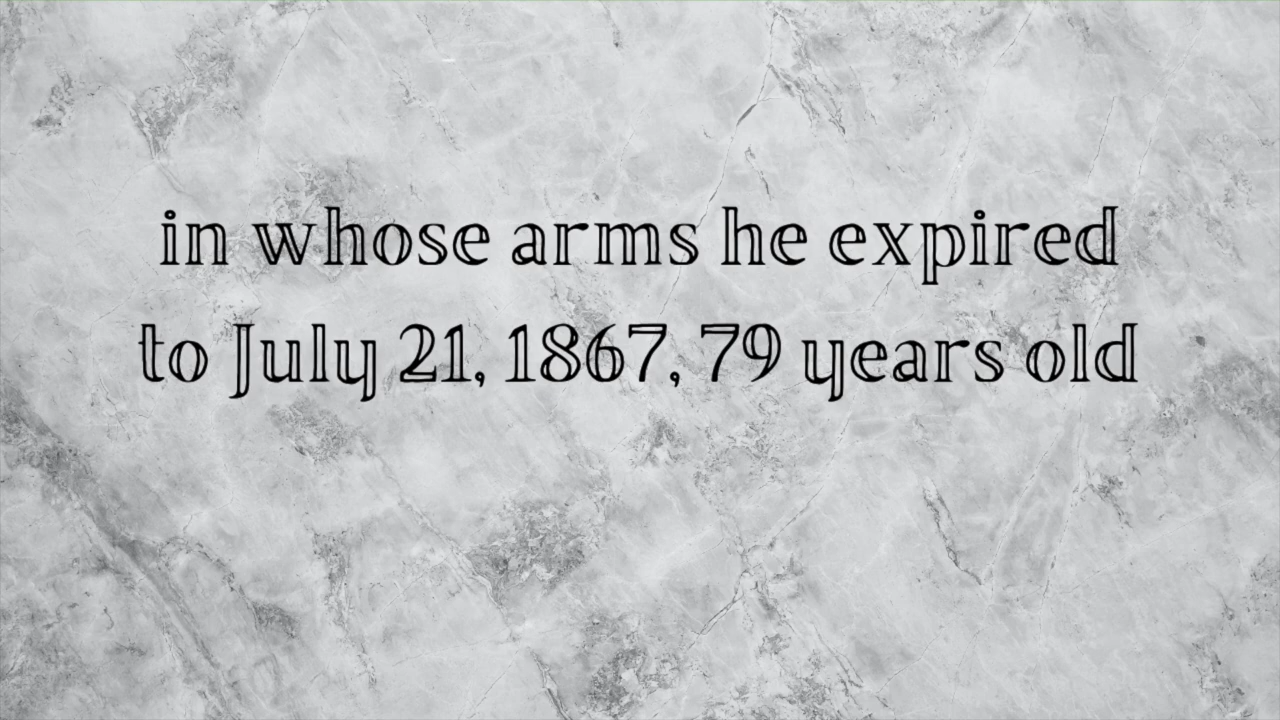 in whose arms he expired
to July 21, 1867, 79 years old